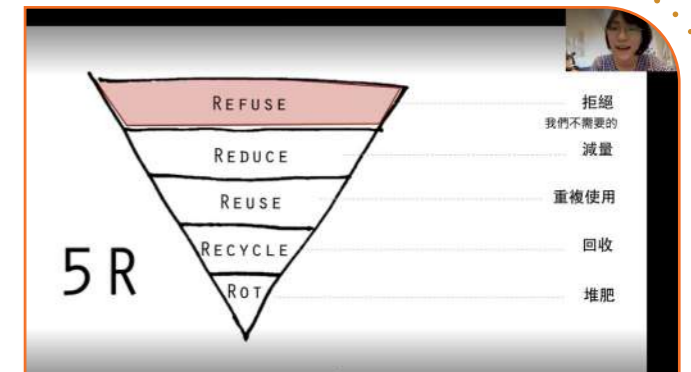 REFUSE
拒絕
我們不需要的
REDUCE
減量
REUSE
重複使用
RECYCLE
回收
ROT
堆肥
5R